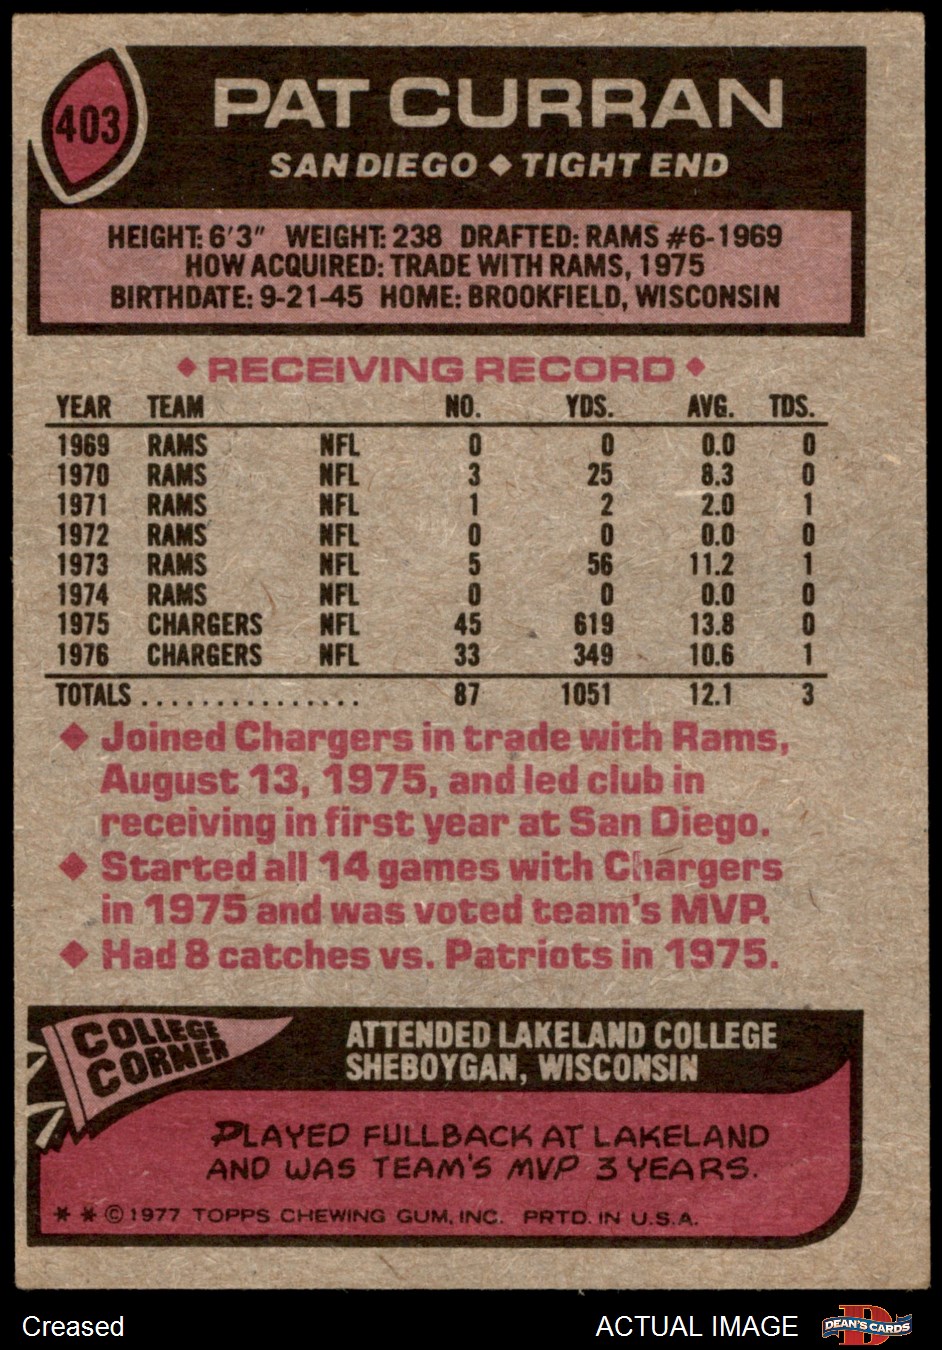 403
PAT CURRAN
SAN DIEGO ◆ TIGHT END
HEIGHT: 6'3" WEIGHT: 238 DRAFTED: RAMS #6-1969
HOW ACQUIRED: TRADE WITH RAMS, 1975
BIRTHDATE: 9-21-45 HOME: BROOKFIELD, WISCONSIN
◆ RECEIVING RECORD ◆
YEAR TEAM NO. YDS. AVG. TDS.
1969 RAMS NFL 0 0 0.0 0
1970 RAMS NFL 3 25 8.3 0
1971 RAMS NFL 1 2 2.0 1
1972 RAMS NFL 0 0 0.0 0
1973 RAMS NFL 5 56 11.2 1
1974 RAMS NFL 0 0 0.0 0
1975 CHARGERS NFL 45 619 13.8 0
1976 CHARGERS NFL 33 349 10.6 1
TOTALS ............... 87 1051 12.1 3
◆ Joined Chargers in trade with Rams,
August 13, 1975, and led club in
receiving in first year at San Diego.
◆ Started all 14 games with Chargers
in 1975 and was voted team's MVP.
◆ Had 8 catches vs. Patriots in 1975.
COLLEGE
CORNER
ATTENDED LAKELAND COLLEGE
SHEBOYGAN, WISCONSIN
PLAYED FULLBACK AT LAKELAND
AND WAS TEAM'S MVP 3 YEARS.
* * © 1977 TOPPS CHEWING GUM, INC. PRTD. IN U.S.A.
Creased
ACTUAL IMAGE
D
DEAN'S CARDS